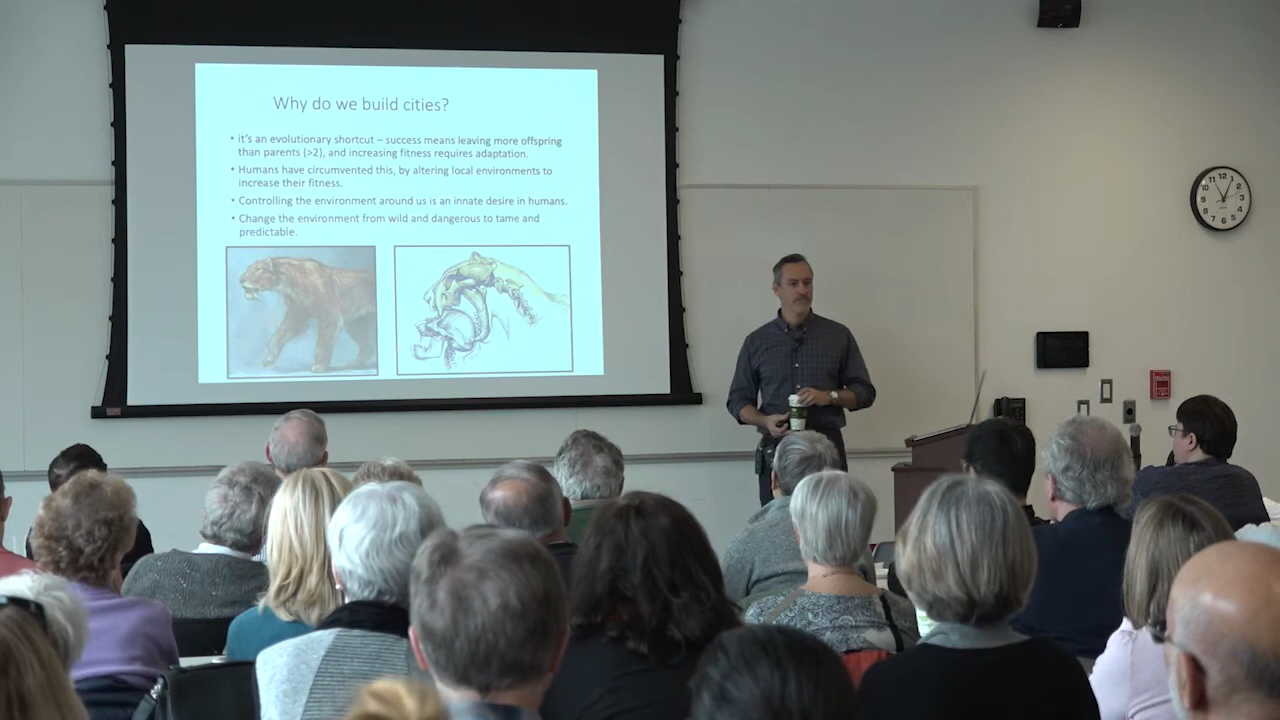 Why do we build cities?
• it's an evolutionary shortcut – success means leaving more offspring
than parents (>2), and increasing fitness requires adaptation.
• Humans have circumvented this, by altering local environments to
increase their fitness.
• Controlling the environment around us is an innate desire in humans.
• Change the environment from wild and dangerous to tame and
predictable.